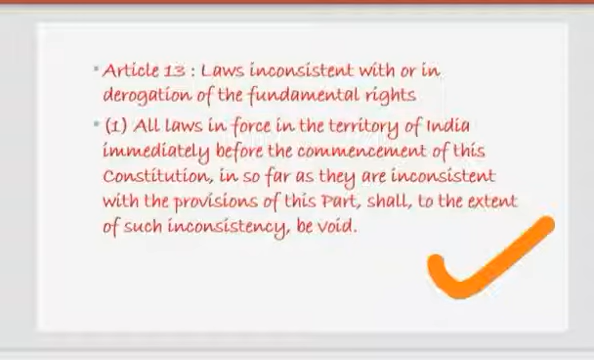 Article 13 : Laws inconsistent with or in
derogation of the fundamental rights
(1) All laws in force in the territory of India
immediately before the commencement of this
Constitution, in so far as they are inconsistent
with the provisions of this Part, shall, to the extent
of such inconsistency, be void.